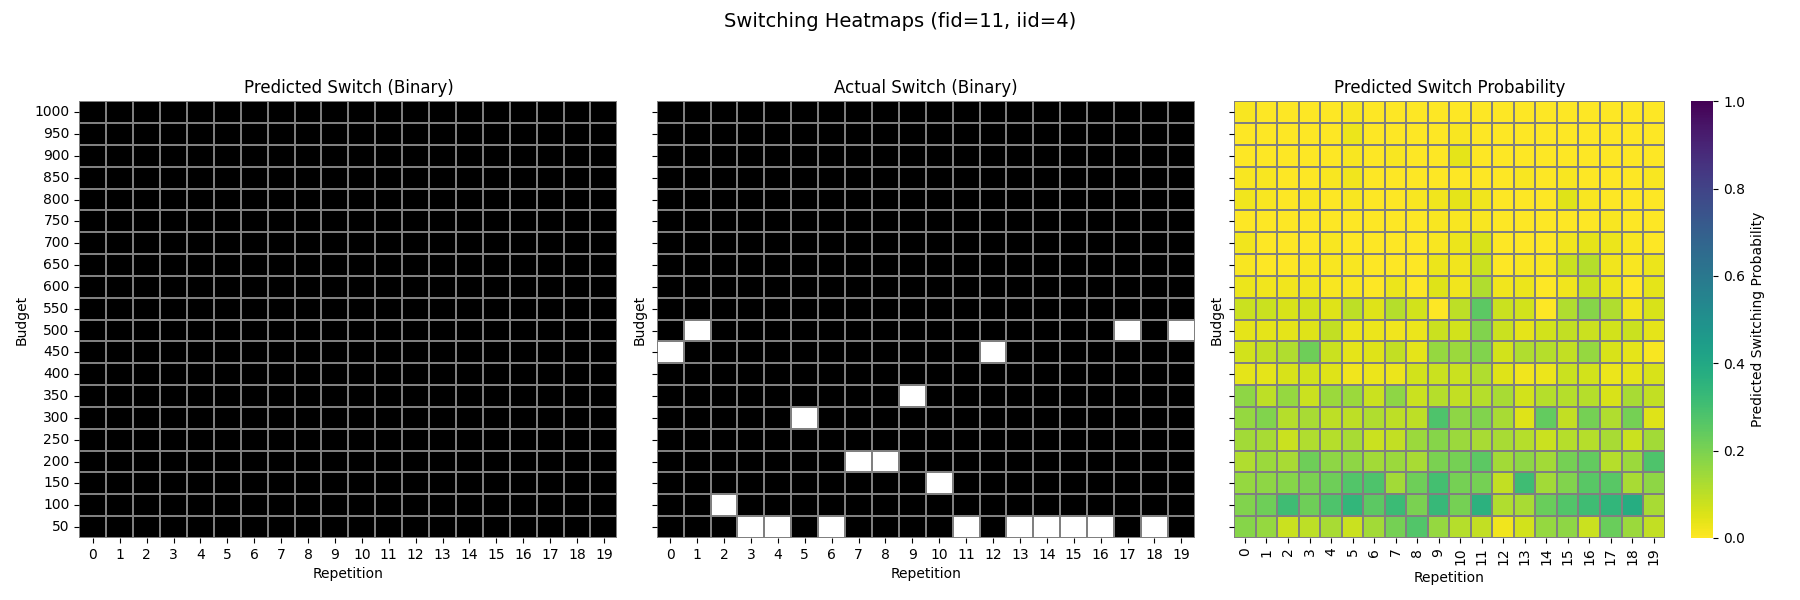 Switching Heatmaps (fid=11, iid=4)
Predicted Switch (Binary)
Budget
1000
950
900
850
800
750
700
650
600
550
500
450
400
350
300
250
200
150
100
50
0 1 2 3 4 5 6 7 8 9 10 11 12 13 14 15 16 17 18 19
Repetition
Actual Switch (Binary)
Budget
0 1 2 3 4 5 6 7 8 9 10 11 12 13 14 15 16 17 18 19
Repetition
Predicted Switch Probability
Budget
0 1 2 3 4 5 6 7 8 9 10 11 12 13 14 15 16 17 18 19
Repetition
1.0
0.8
0.6
0.4
0.2
0.0
Predicted Switching Probability